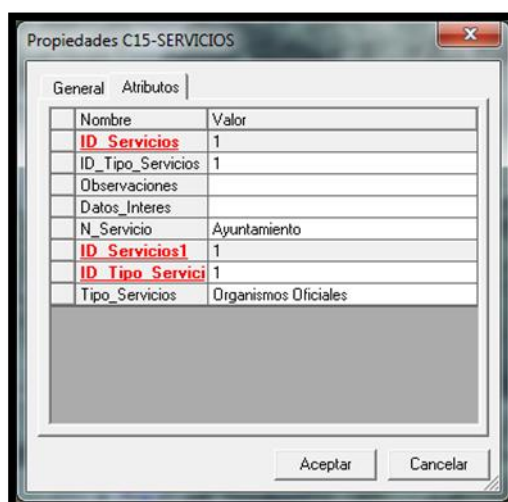 Propiedades C15-SERVICIOS
General Atributos
Nombre Valor
ID_Servicios 1
ID_Tipo_Servicios 1
Observaciones
Datos_Interes
N_Servicio Ayuntamiento
ID_Servicios1 1
ID_Tipo_Servici 1
Tipo_Servicios Organismos Oficiales
Aceptar Cancelar